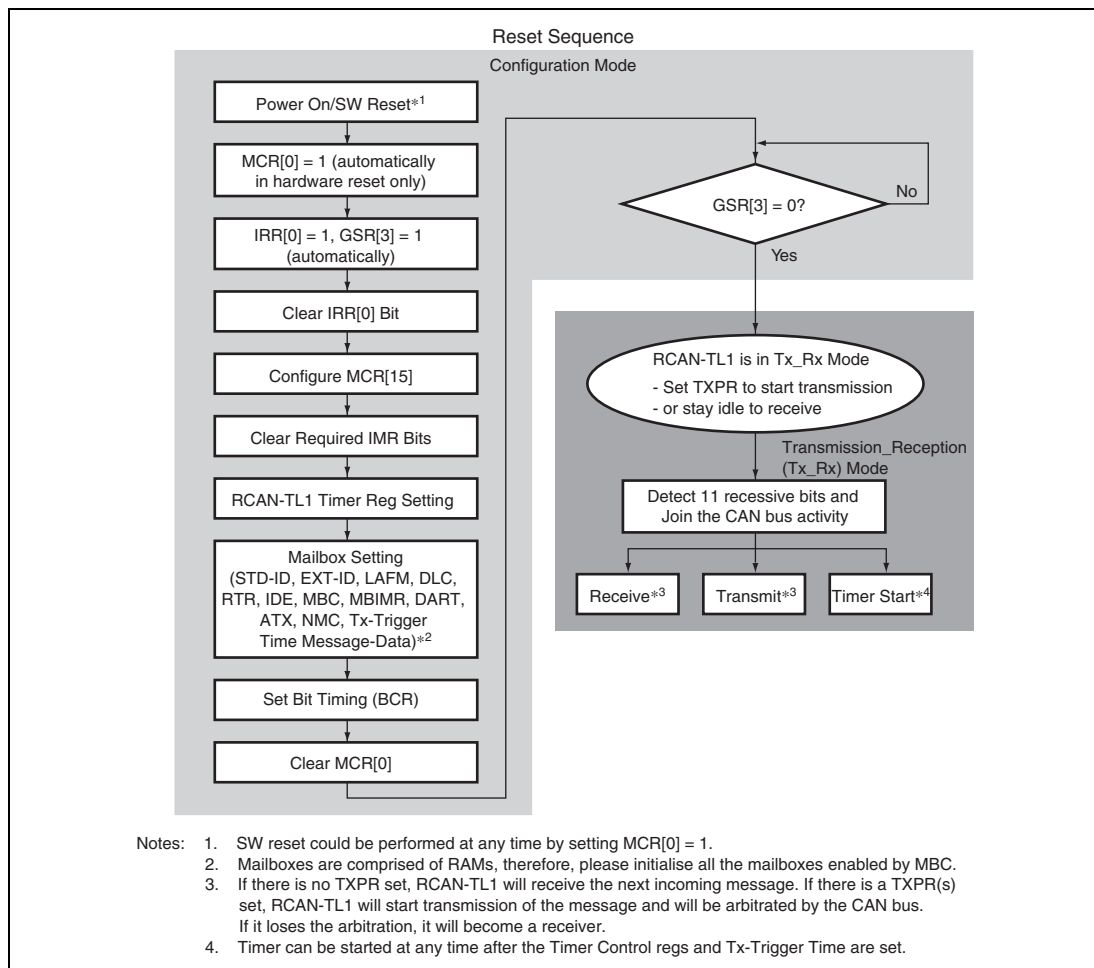 Reset Sequence
Configuration Mode
Power On/SW Reset*1
MCR[0] = 1 (automatically
in hardware reset only)
IRR[0] = 1, GSR[3] = 1
(automatically)
Clear IRR[0] Bit
Configure MCR[15]
Clear Required IMR Bits
RCAN-TL1 Timer Reg Setting
Mailbox Setting
(STD-ID, EXT-ID, LAFM, DLC,
RTR, IDE, MBC, MBIMR, DART,
ATX, NMC, Tx-Trigger
Time Message-Data)*2
Set Bit Timing (BCR)
Clear MCR[0]
GSR[3] = 0?
No
Yes
RCAN-TL1 is in Tx_Rx Mode
- Set TXPR to start transmission
- or stay idle to receive
Transmission_Reception
(Tx_Rx) Mode
Detect 11 recessive bits and
Join the CAN bus activity
Receive*3
Transmit*3
Timer Start*4
Notes: 1. SW reset could be performed at any time by setting MCR[0] = 1.
2. Mailboxes are comprised of RAMs, therefore, please initialise all the mailboxes enabled by MBC.
3. If there is no TXPR set, RCAN-TL1 will receive the next incoming message. If there is a TXPR(s)
set, RCAN-TL1 will start transmission of the message and will be arbitrated by the CAN bus.
If it loses the arbitration, it will become a receiver.
4. Timer can be started at any time after the Timer Control regs and Tx-Trigger Time are set.